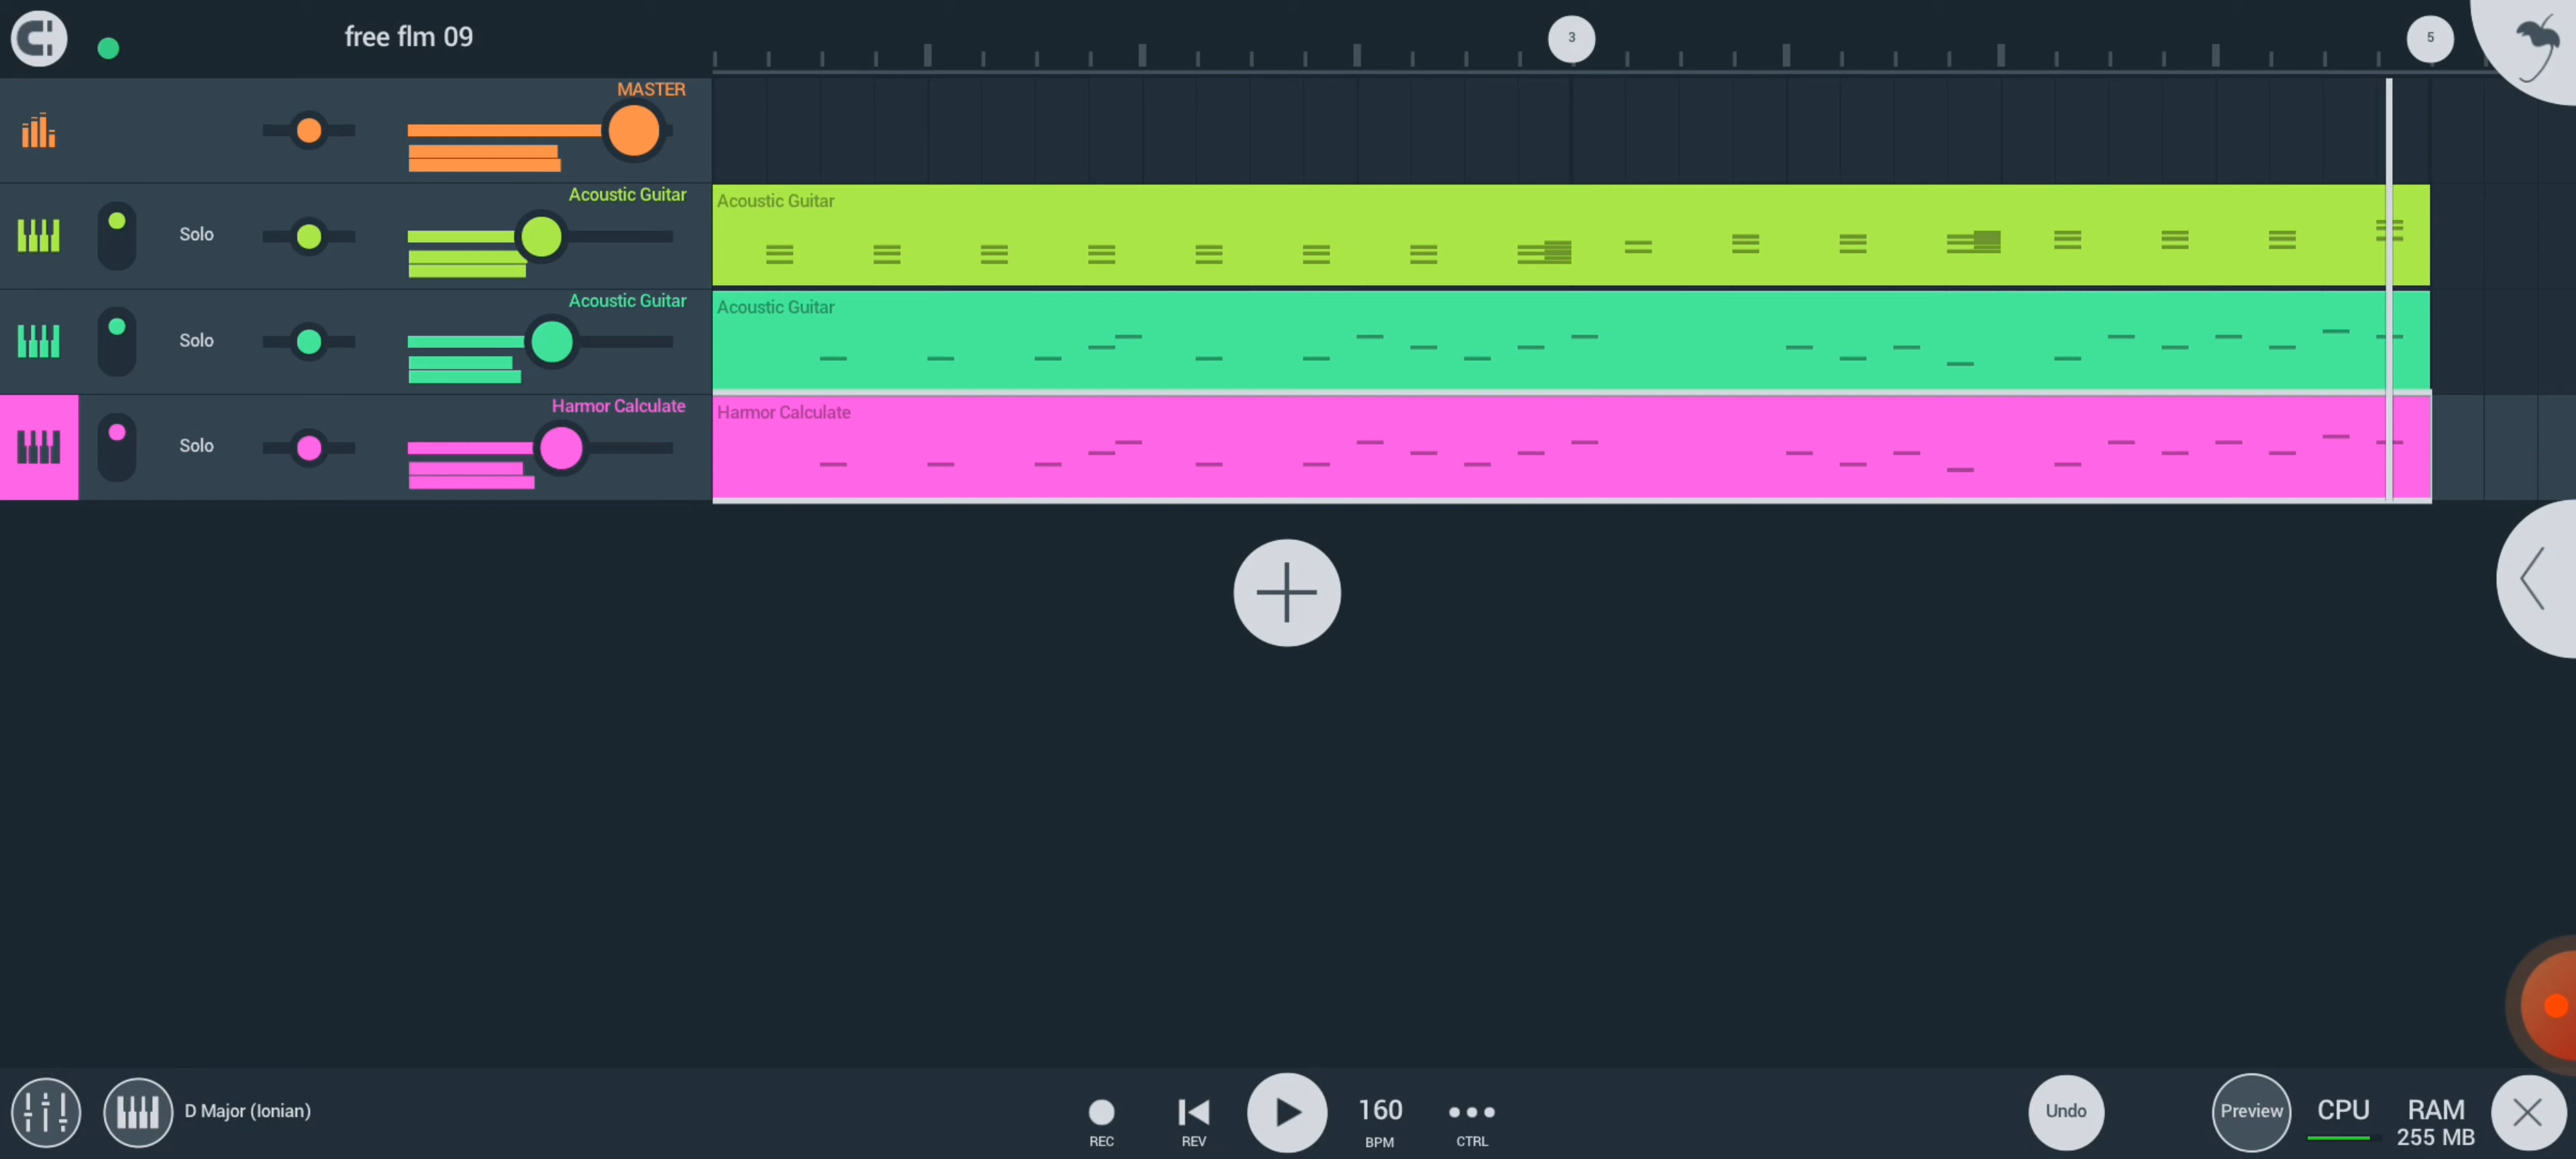 free flm 09
3
5
MASTER
Acoustic Guitar
Solo
Acoustic Guitar
Acoustic Guitar
Solo
Acoustic Guitar
Harmor Calculate
Solo
Harmor Calculate
D Major (Ionian)
REC
REV
160
BPM
CTRL
Undo
Preview
CPU
RAM
255 MB